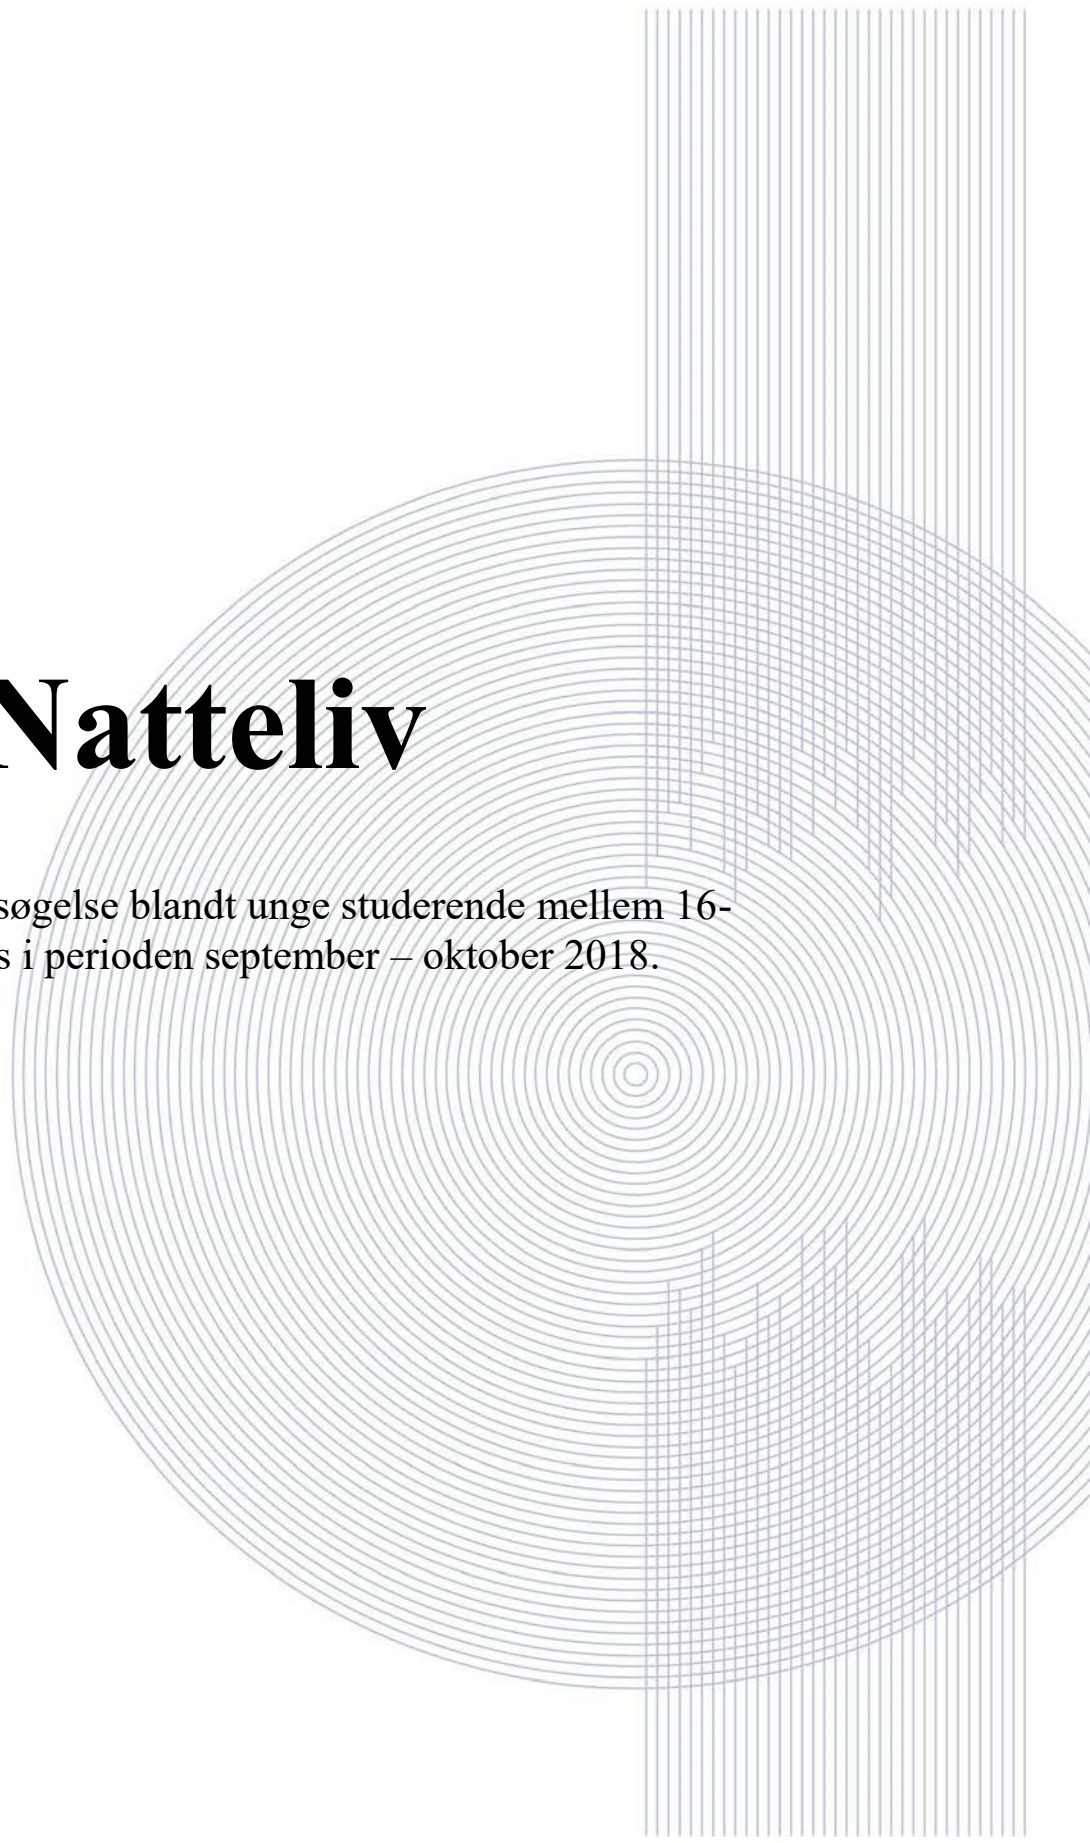 Natteliv
søgelse blandt unge studerende mellem 16-
s i perioden september – oktober 2018.